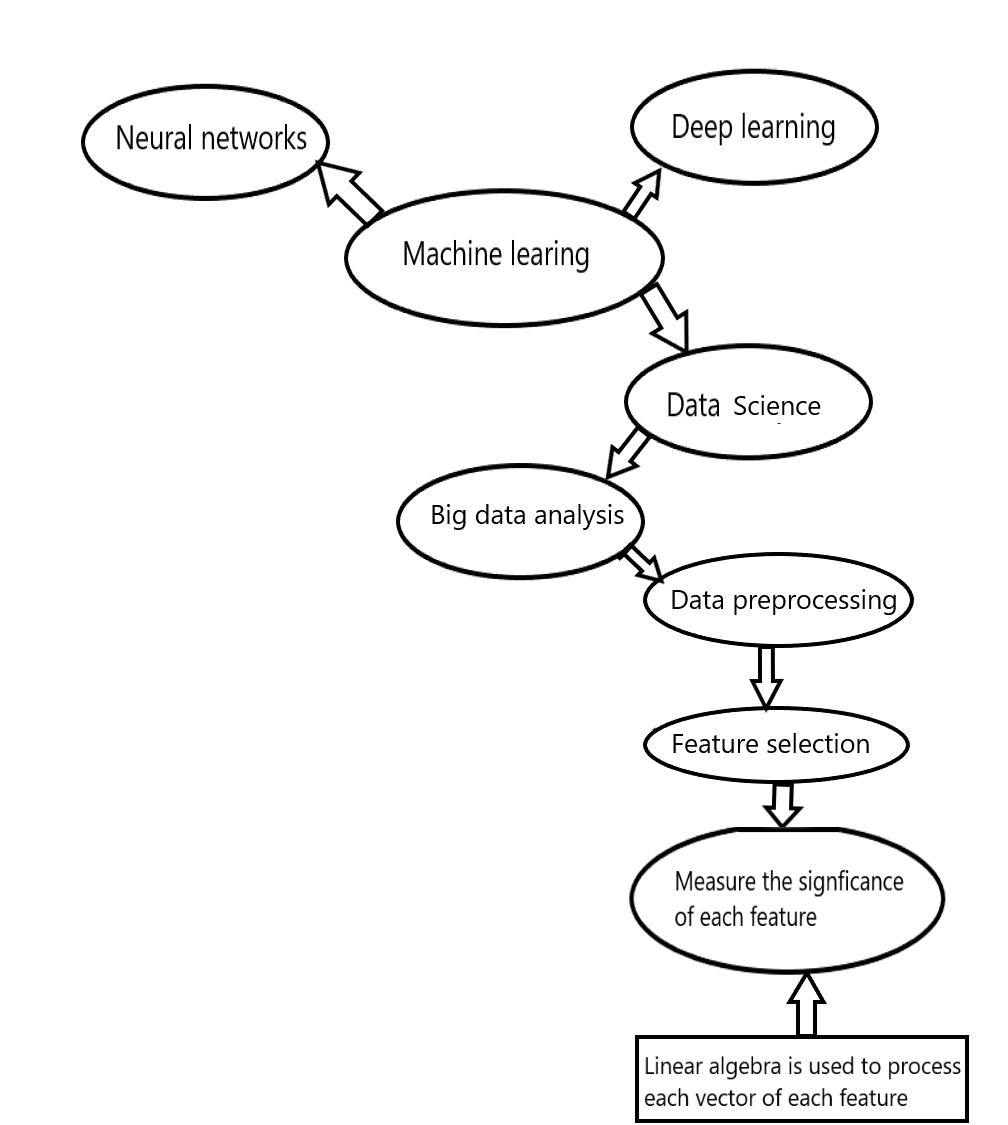 Neural networks
Deep learning
Machine learing
Data Science
Big data analysis
Data preprocessing
Feature selection
Measure the signficance
of each feature
Linear algebra is used to process
each vector of each feature